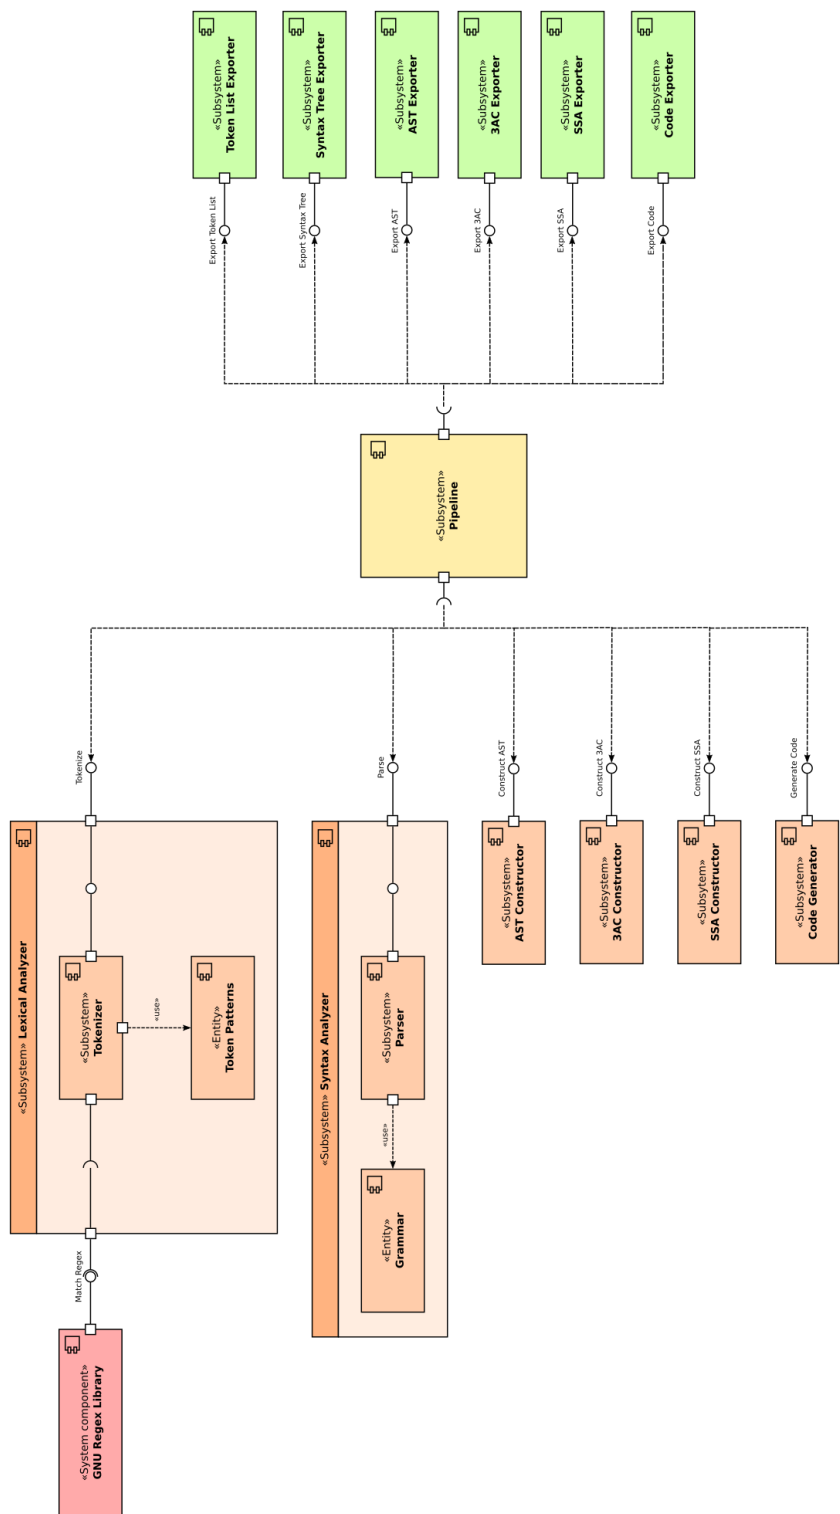 «Subsystem»
Token List Exporter
«Subsystem»
Syntax Tree Exporter
«Subsystem»
AST Exporter
«Subsystem»
3AC Exporter
«Subsystem»
SSA Exporter
«Subsystem»
Code Exporter
Export Token List
Export Syntax Tree
Export AST
Export 3AC
Export SSA
Export Code
«Subsystem»
Pipeline
Tokenize
Parse
Construct AST
Construct 3AC
Construct SSA
Generate Code
«Subsystem» Lexical Analyzer
«Subsystem»
Tokenizer
«use»
«Entity»
Token Patterns
«Subsystem» Syntax Analyzer
«Subsystem»
Parser
«use»
«Entity»
Grammar
«Subsystem»
AST Constructor
«Subsystem»
3AC Constructor
«Subsytem»
SSA Constructor
«Subsystem»
Code Generator
Match Regex
«System component»
GNU Regex Library